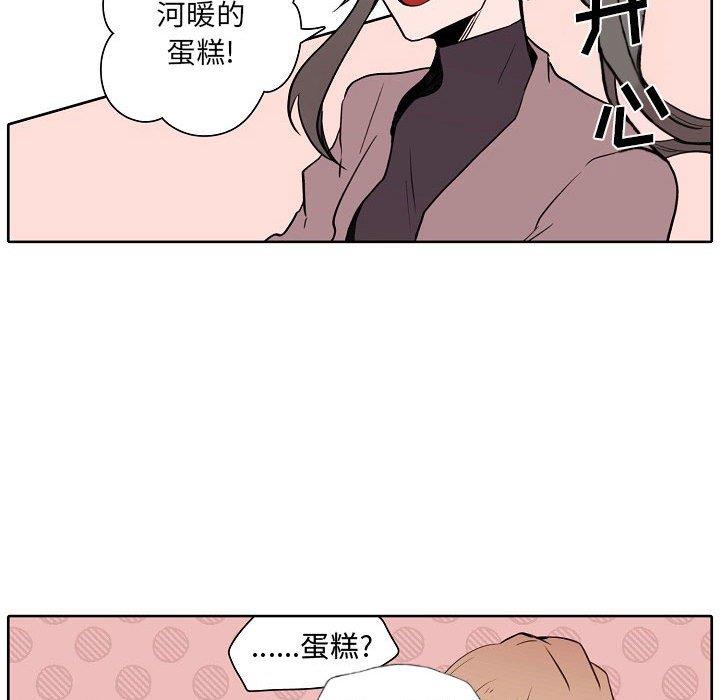 河暖的
蛋糕!
开
心
......蛋糕?